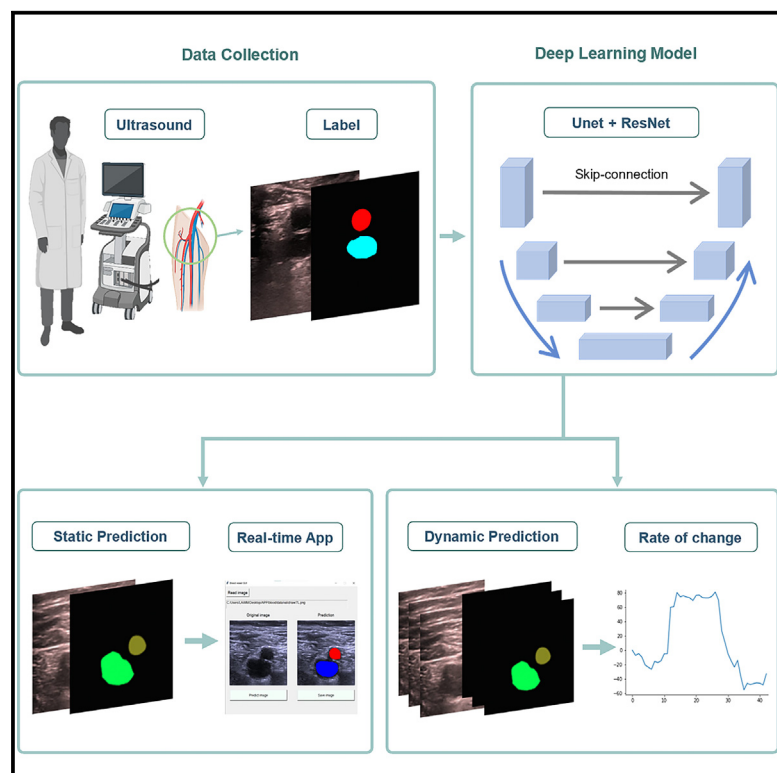 Data Collection
Deep Learning Model
Ultrasound
Label
Unet + ResNet
Skip-connection
Static Prediction
Real-time App
Read image
Original image
Prediction
Predict image
Save image
Dynamic Prediction
Rate of change
80
60
40
20
0
-20
-40
-60
0
10
20
30
40